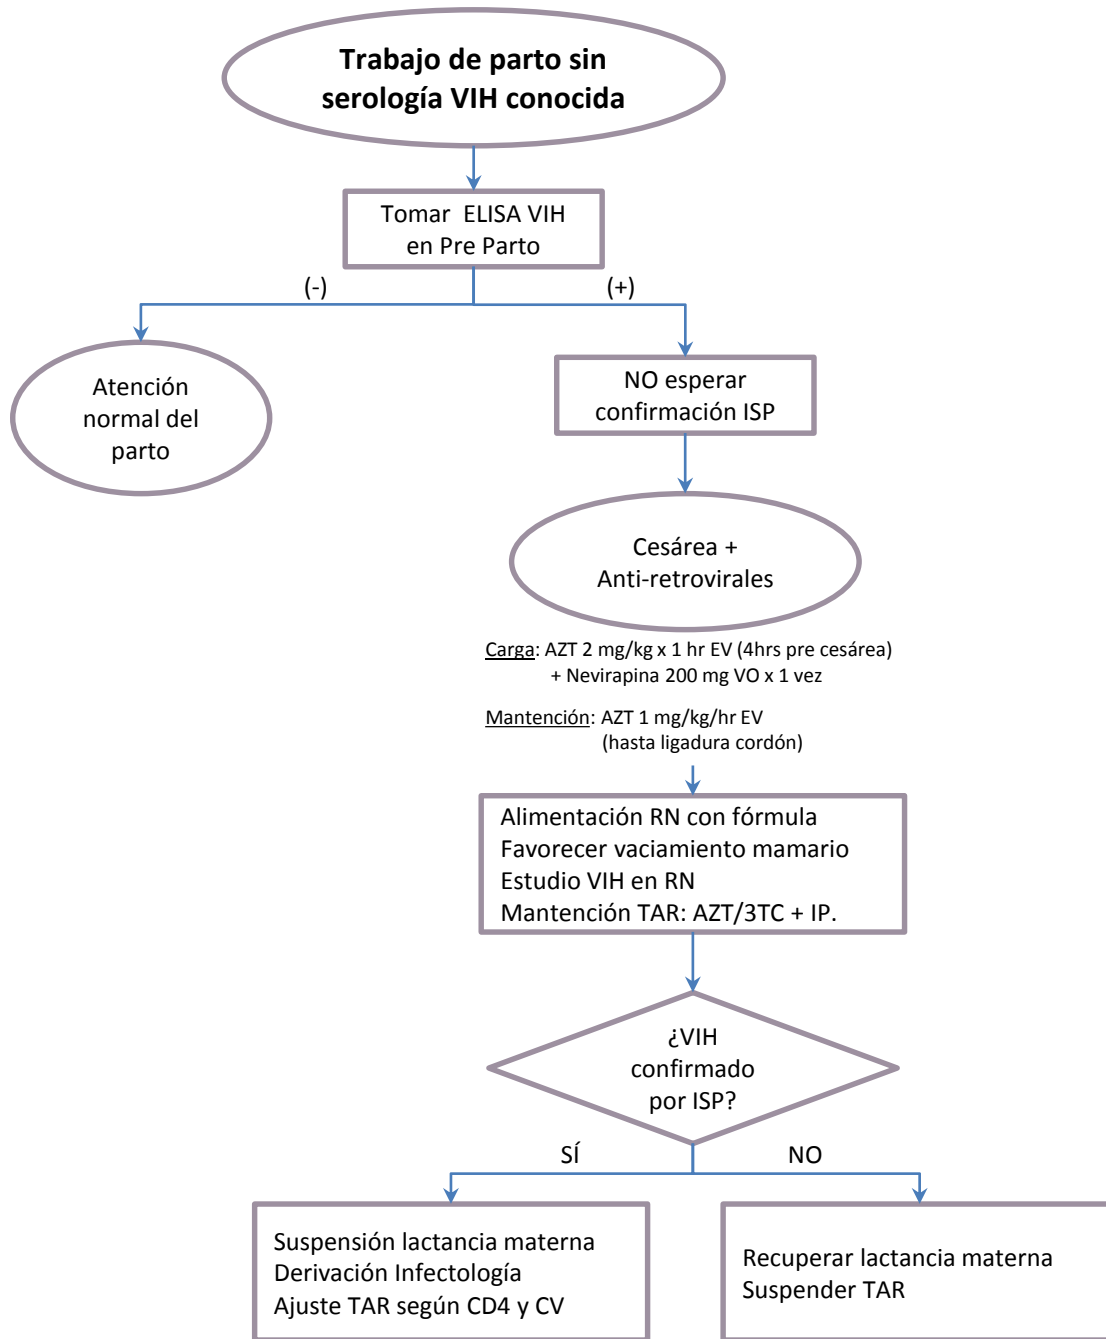 Trabajo de parto sin
serología VIH conocida
Tomar ELISA VIH
en Pre Parto
(-)
(+)
Atención
normal del
parto
NO esperar
confirmación ISP
Cesárea +
Anti-retrovirales
Carga: AZT 2 mg/kg x 1 hr EV (4hrs pre cesárea)
+ Nevirapina 200 mg VO x 1 vez
Mantención: AZT 1 mg/kg/hr EV
(hasta ligadura cordón)
Alimentación RN con fórmula
Favorecer vaciamiento mamario
Estudio VIH en RN
Mantención TAR: AZT/3TC + IP.
¿VIH
confirmado
por ISP?
SÍ
NO
Suspensión lactancia materna
Derivación Infectología
Ajuste TAR según CD4 y CV
Recuperar lactancia materna
Suspender TAR